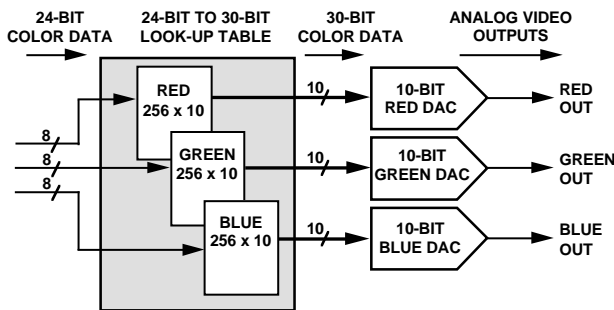 24-BIT
COLOR DATA
24-BIT TO 30-BIT
LOOK-UP TABLE
30-BIT
COLOR DATA
ANALOG VIDEO
OUTPUTS
RED
256 x 10
10
10-BIT
RED DAC
RED
OUT
8
8
8
GREEN
256 x 10
10
10-BIT
GREEN DAC
GREEN
OUT
BLUE
256 x 10
10
10-BIT
BLUE DAC
BLUE
OUT